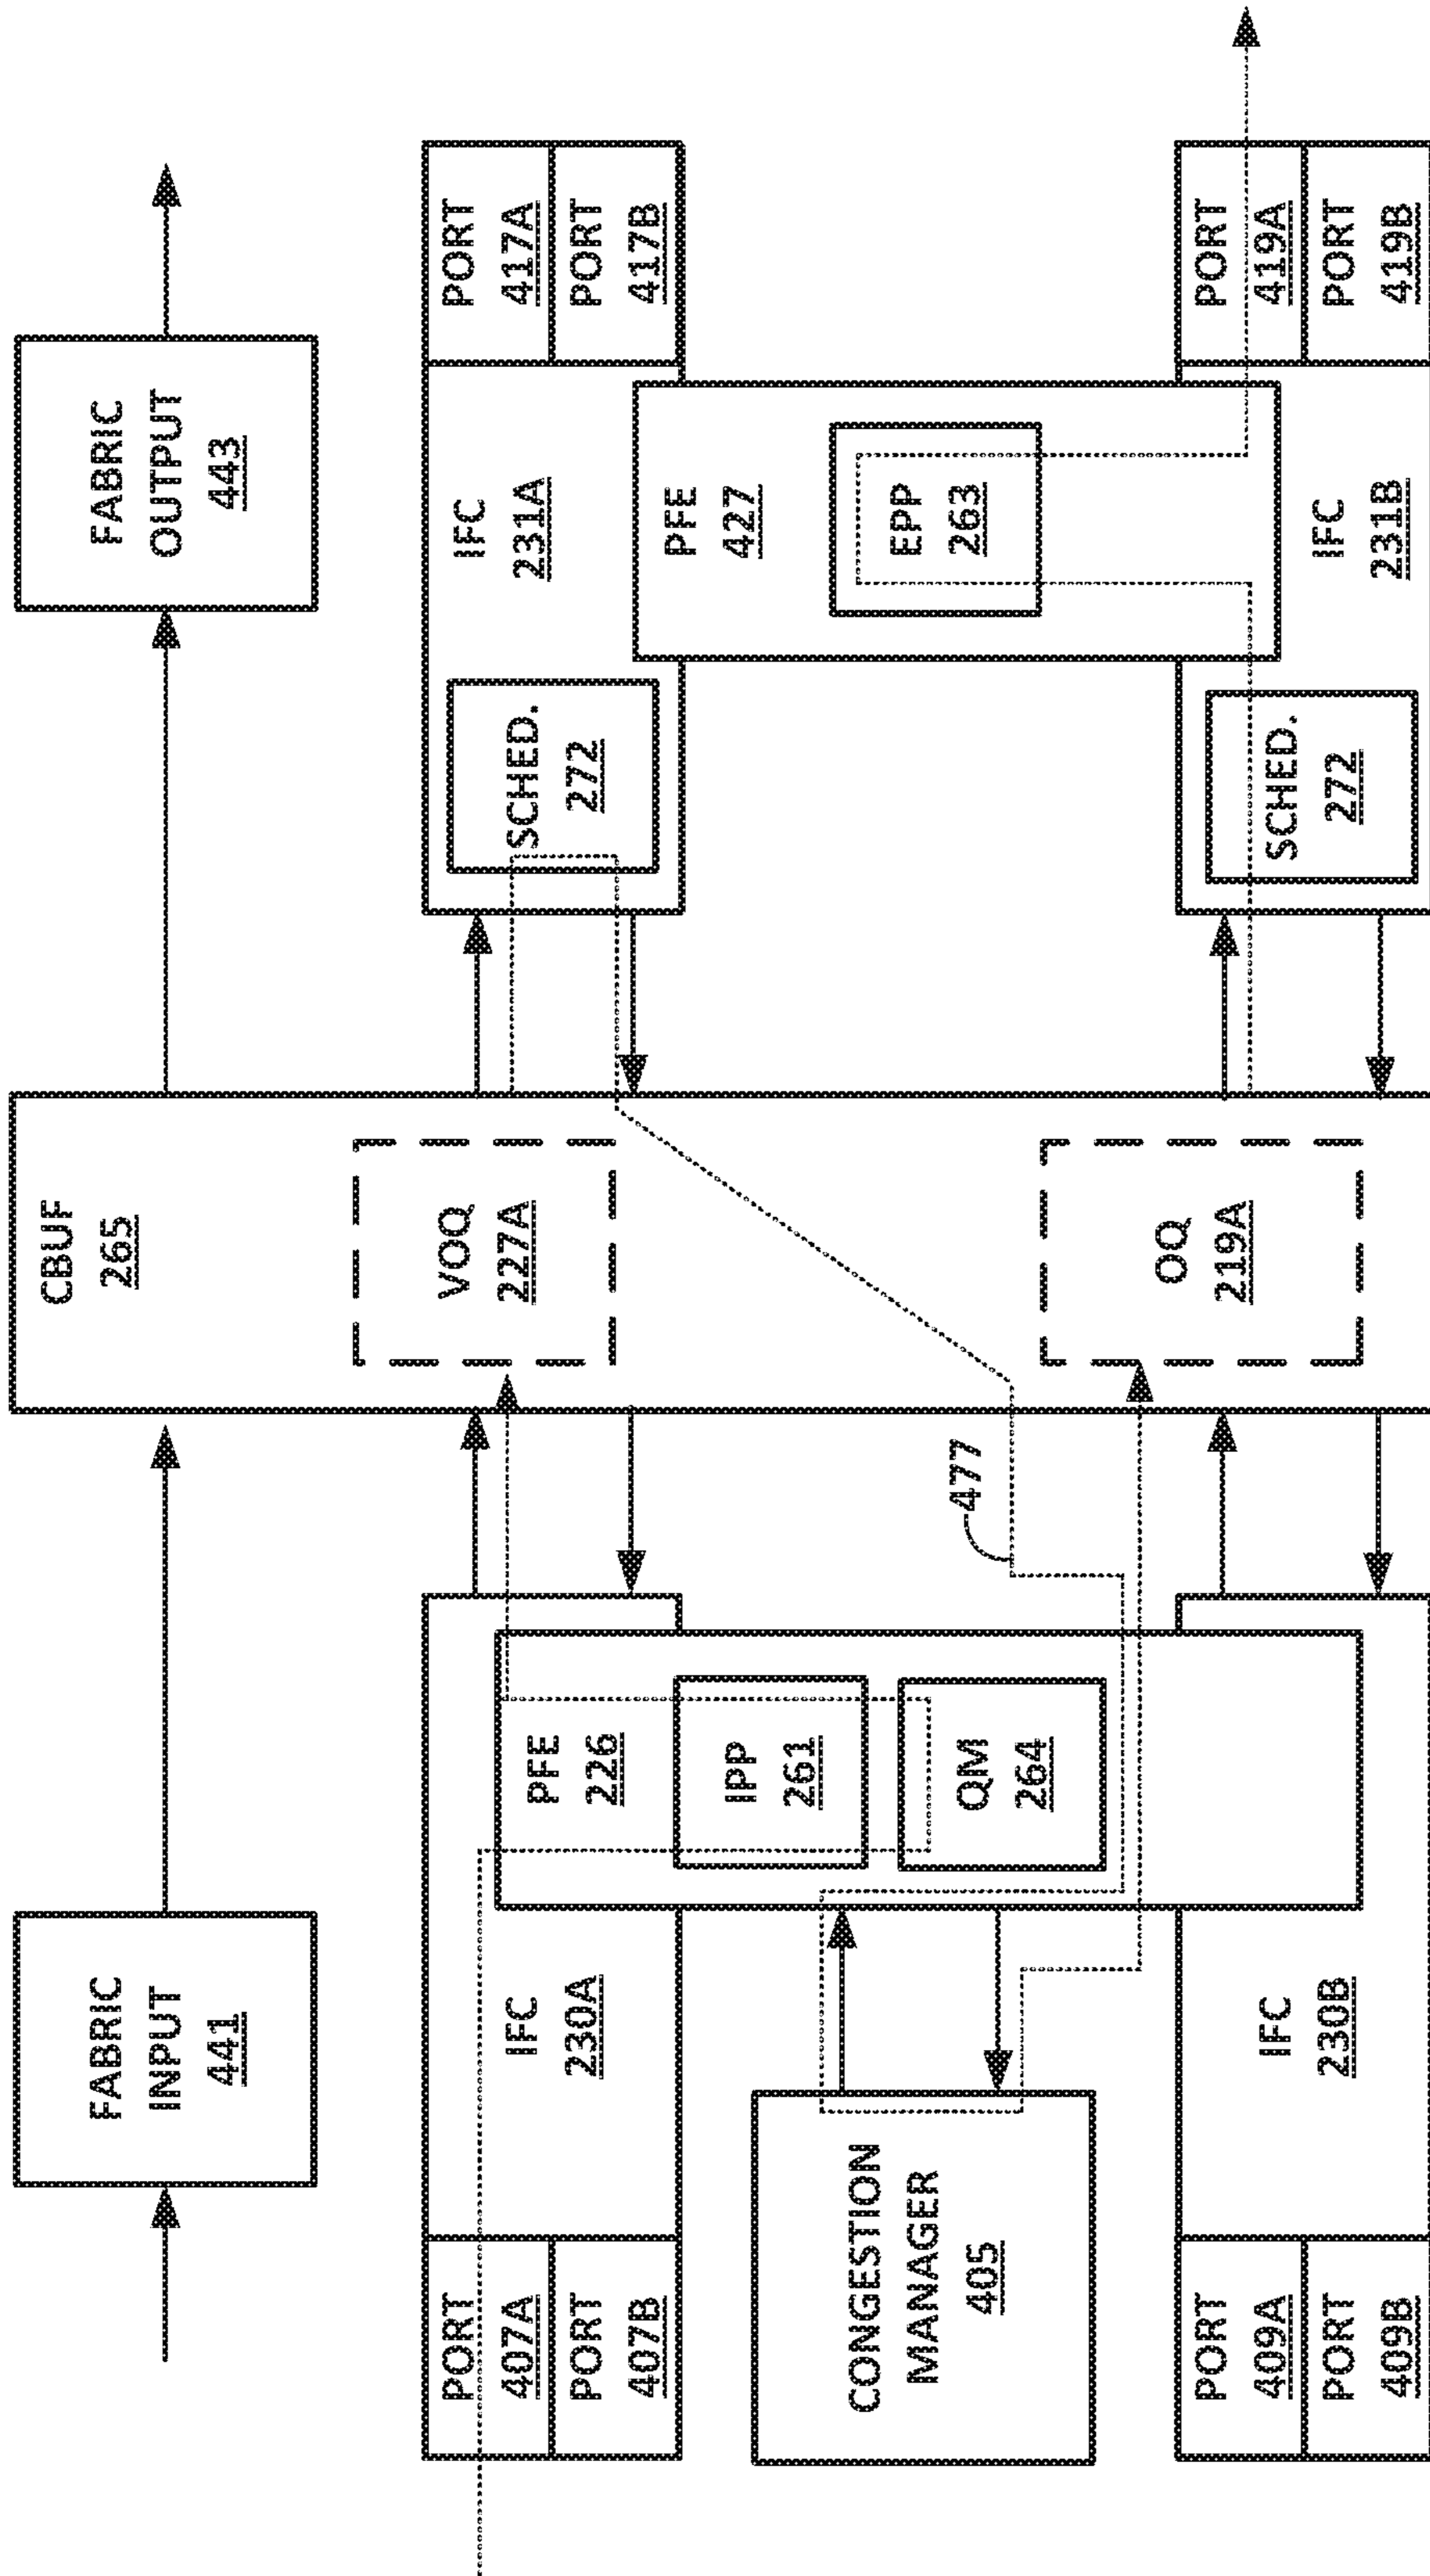 FABRIC
INPUT
441
CBUF
265
FABRIC
OUTPUT
443
PORT
407A
PORT
407B
IFC
230A
PFE
226
IPP
261
QM
264
VOQ
227A
SCHED.
272
IFC
231A
PORT
417A
PORT
417B
PFE
427
EPP
263
CONGESTION
MANAGER
405
477
PORT
409A
PORT
409B
IFC
230B
OQ
219A
SCHED.
272
IFC
231B
PORT
419A
PORT
419B